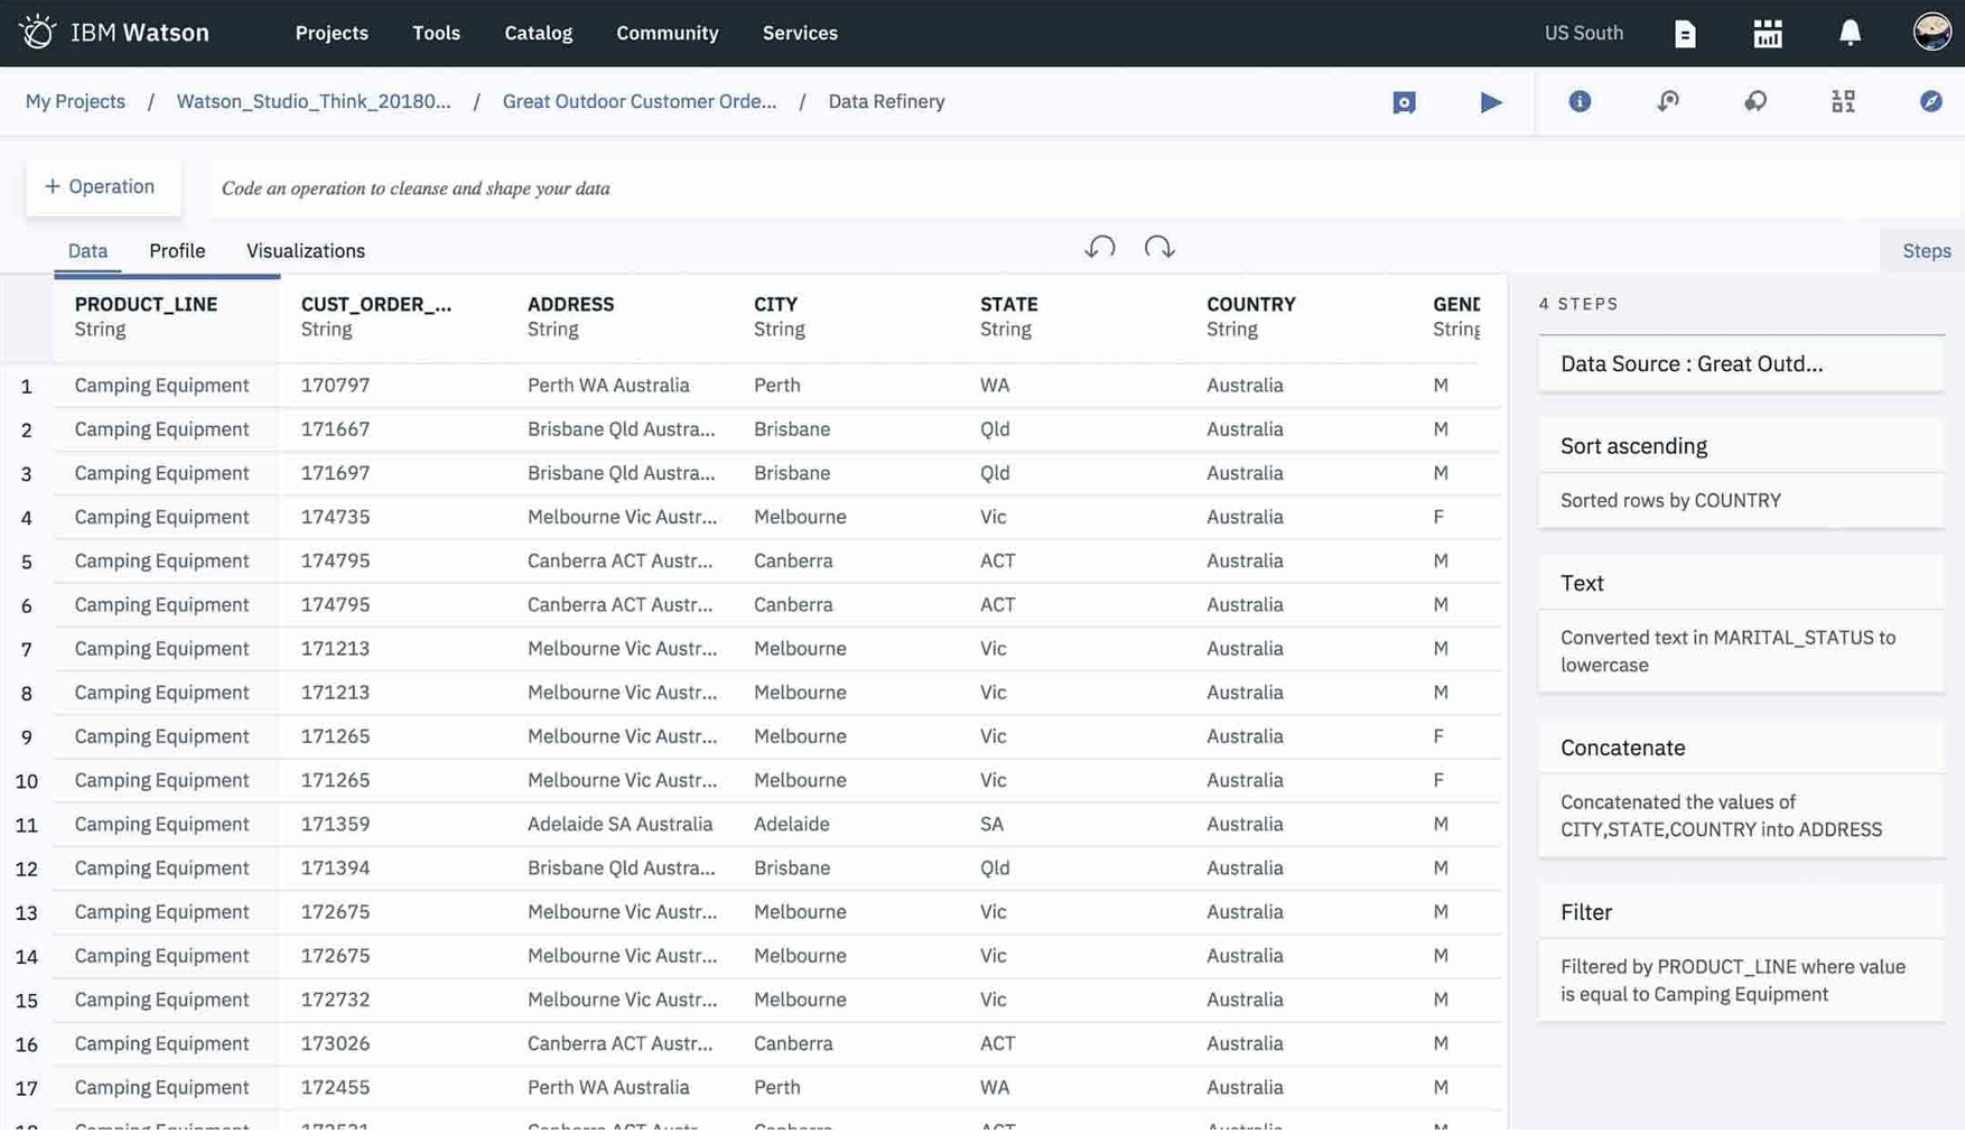 IBM Watson Projects Tools Catalog Community Services US South
My Projects / Watson_Studio_Think_20180... / Great Outdoor Customer Orde... / Data Refinery
+ Operation Code an operation to cleanse and shape your data
Data Profile Visualizations Steps
PRODUCT_LINE CUST_ORDER_... ADDRESS CITY STATE COUNTRY GEND
String String String String String String String
1 Camping Equipment 170797 Perth WA Australia Perth WA Australia M
2 Camping Equipment 171667 Brisbane Qld Austra... Brisbane Qld Australia M
3 Camping Equipment 171697 Brisbane Qld Austra... Brisbane Qld Australia M
4 Camping Equipment 174735 Melbourne Vic Austr... Melbourne Vic Australia F
5 Camping Equipment 174795 Canberra ACT Austr... Canberra ACT Australia M
6 Camping Equipment 174795 Canberra ACT Austr... Canberra ACT Australia M
7 Camping Equipment 171213 Melbourne Vic Austr... Melbourne Vic Australia M
8 Camping Equipment 171213 Melbourne Vic Austr... Melbourne Vic Australia M
9 Camping Equipment 171265 Melbourne Vic Austr... Melbourne Vic Australia F
10 Camping Equipment 171265 Melbourne Vic Austr... Melbourne Vic Australia F
11 Camping Equipment 171359 Adelaide SA Australia Adelaide SA Australia M
12 Camping Equipment 171394 Brisbane Qld Austra... Brisbane Qld Australia M
13 Camping Equipment 172675 Melbourne Vic Austr... Melbourne Vic Australia M
14 Camping Equipment 172675 Melbourne Vic Austr... Melbourne Vic Australia M
15 Camping Equipment 172732 Melbourne Vic Austr... Melbourne Vic Australia M
16 Camping Equipment 173026 Canberra ACT Austr... Canberra ACT Australia M
17 Camping Equipment 172455 Perth WA Australia Perth WA Australia M
4 STEPS
Data Source : Great Outd...
Sort ascending
Sorted rows by COUNTRY
Text
Converted text in MARITAL_STATUS to
lowercase
Concatenate
Concatenated the values of
CITY,STATE,COUNTRY into ADDRESS
Filter
Filtered by PRODUCT_LINE where value
is equal to Camping Equipment